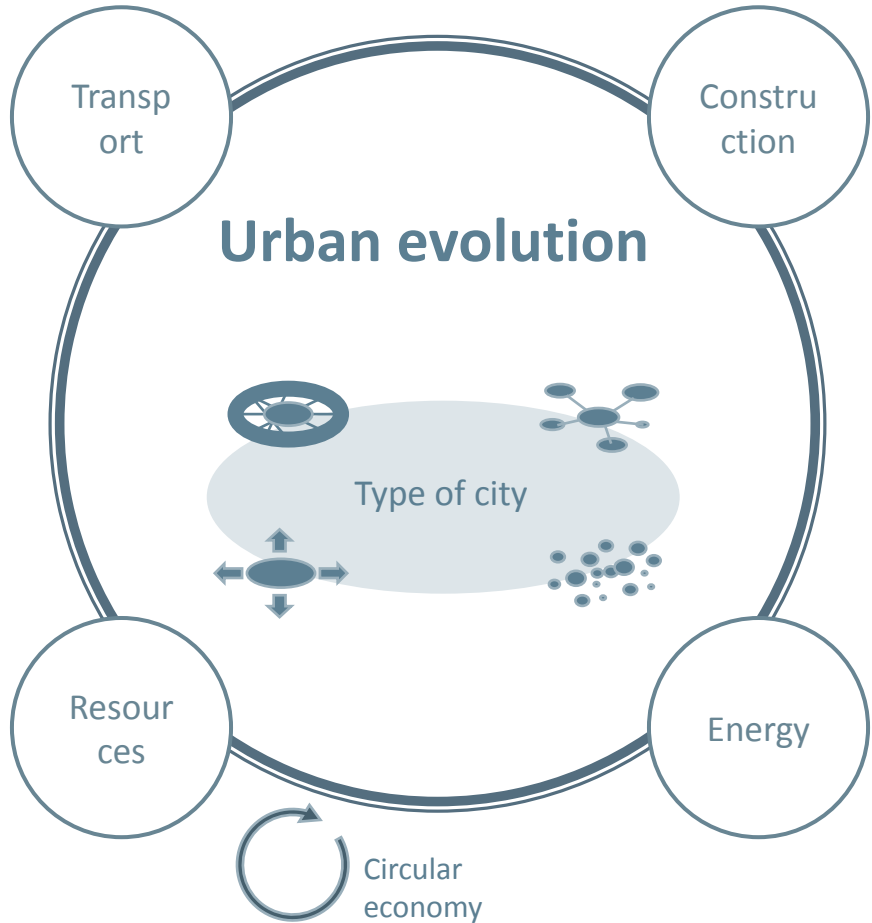 Transp
ort
Constru
ction
Urban evolution
Type of city
Resour
ces
Energy
Circular
economy